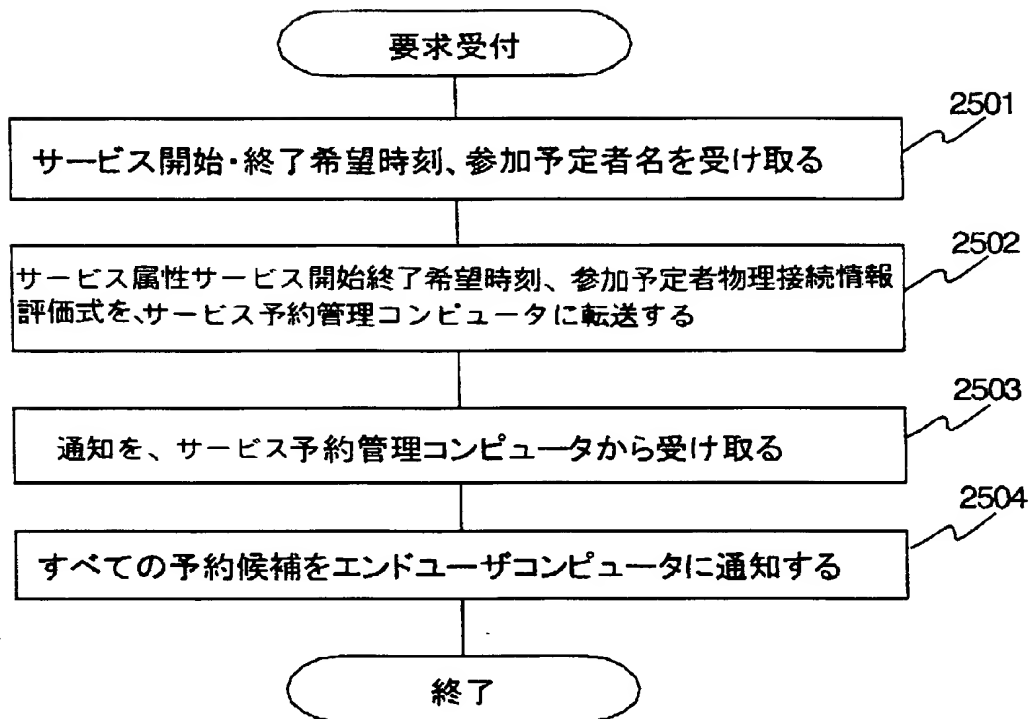 要求受付
2501
サービス開始・終了希望時刻、参加予定者名を受け取る
2502
サービス属性サービス開始終了希望時刻、参加予定者物理接続情報
評価式を、サービス予約管理コンピュータに転送する
2503
通知を、サービス予約管理コンピュータから受け取る
2504
すべての予約候補をエンドユーザコンピュータに通知する
終了